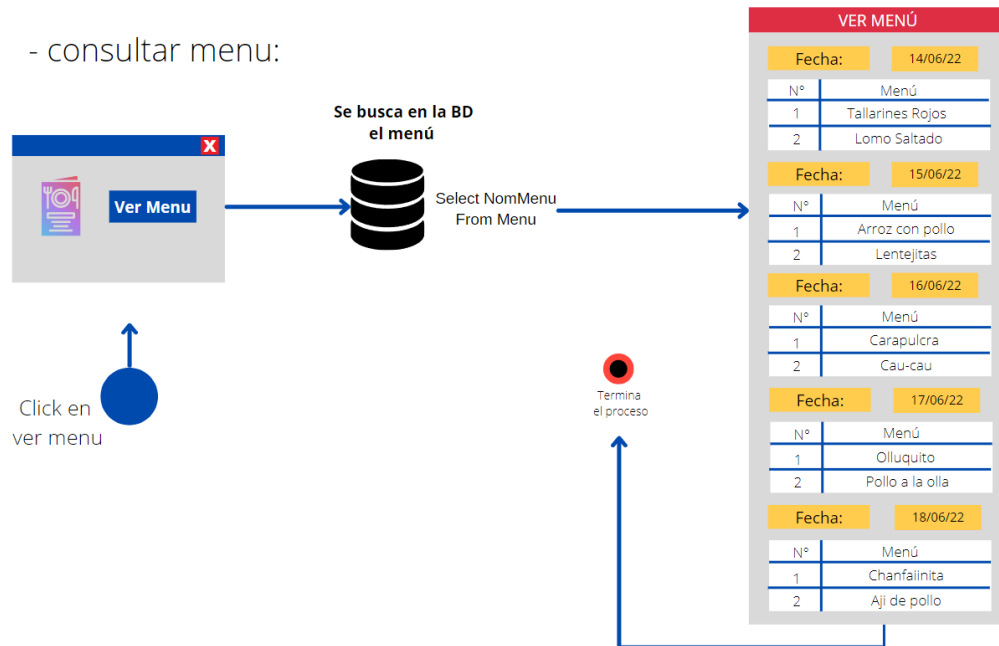 - consultar menu:
X
Ver Menu
Click en
ver menu
Se busca en la BD
el menú
Select NomMenu
From Menu
Termina
el proceso
VER MENÚ
Fecha: 14/06/22
N° Menú
1 Tallarines Rojos
2 Lomo Saltado
Fecha: 15/06/22
N° Menú
1 Arroz con pollo
2 Lentejitas
Fecha: 16/06/22
N° Menú
1 Carapulcra
2 Cau-cau
Fecha: 17/06/22
N° Menú
1 Olluquito
2 Pollo a la olla
Fecha: 18/06/22
N° Menú
1 Chanfaiinita
2 Aji de pollo